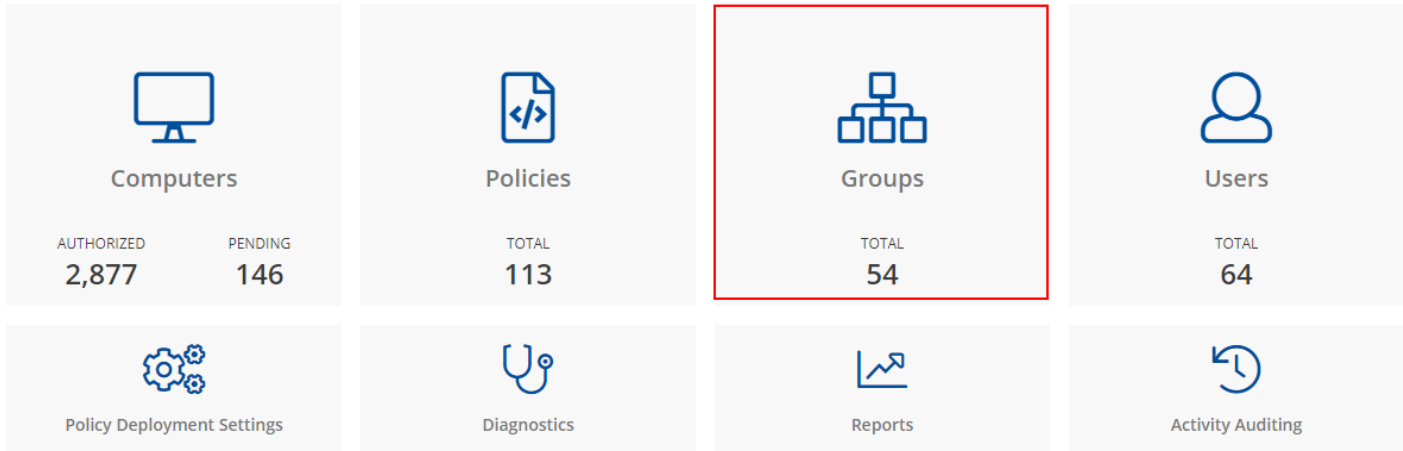 Computers
AUTHORIZED PENDING
2,877 146
</>
Policies
TOTAL
113
Groups
TOTAL
54
Users
TOTAL
64
Policy Deployment Settings
Diagnostics
Reports
Activity Auditing